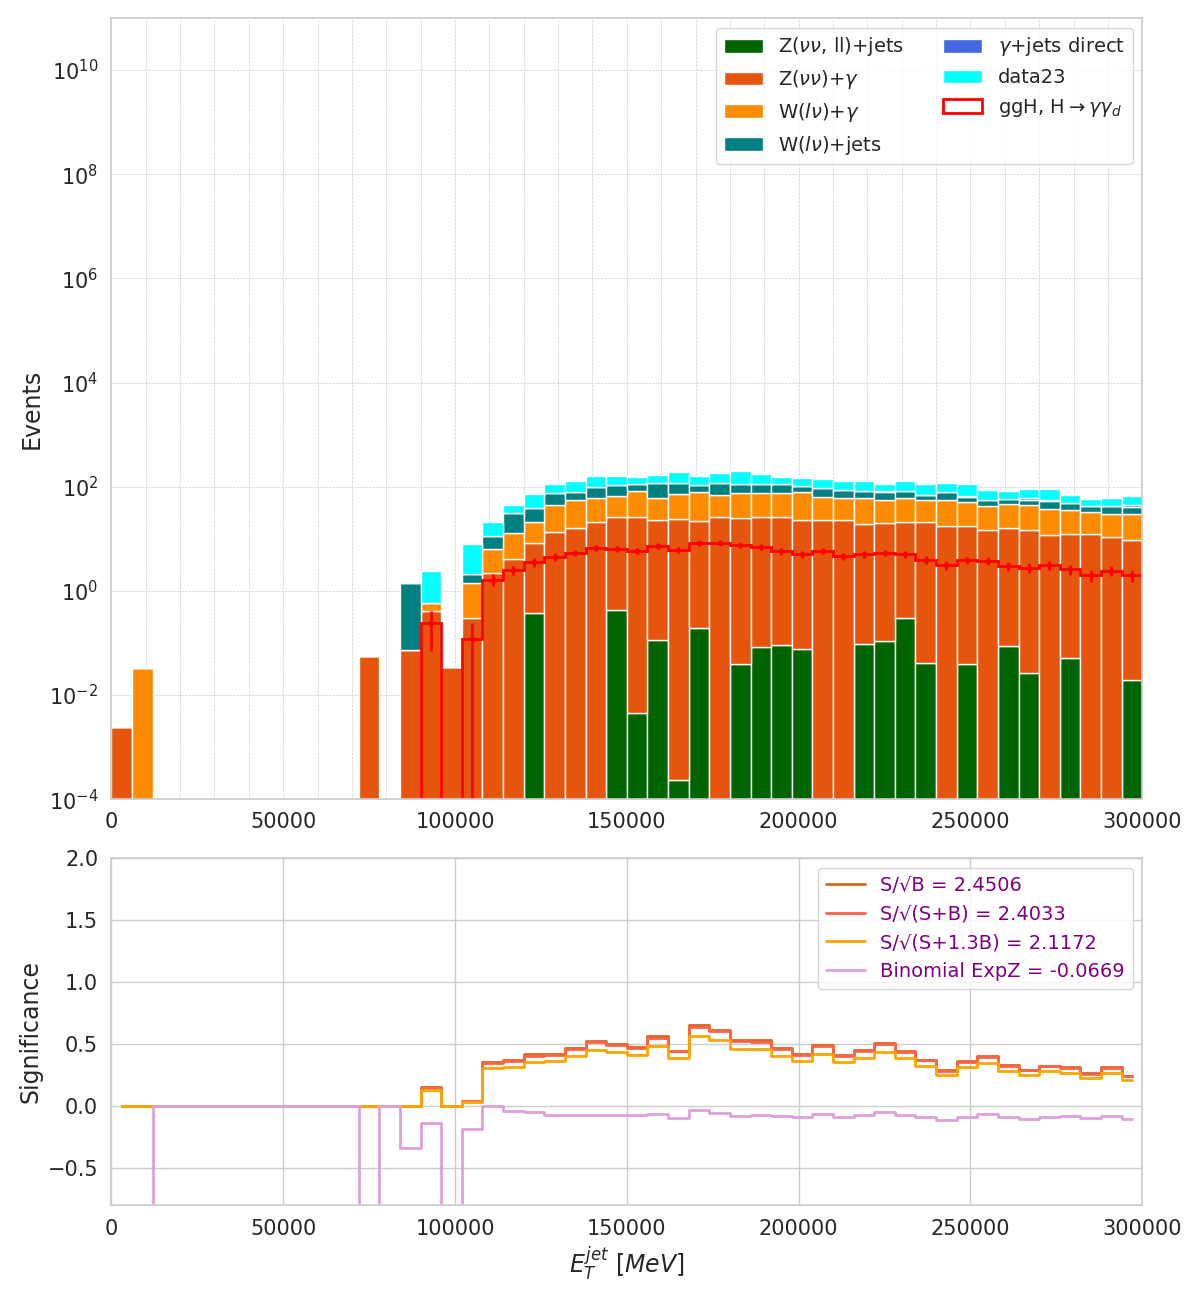 Z(νν, ll)+jets
Z(νν)+γ
W(lν)+γ
W(lν)+jets
γ+jets direct
data23
ggH, H→γγ_d
Events
10^10
10^8
10^6
10^4
10^2
10^0
10^−2
10^−4
0 50000 100000 150000 200000 250000 300000
S/√B = 2.4506
S/√(S+B) = 2.4033
S/√(S+1.3B) = 2.1172
Binomial ExpZ = -0.0669
Significance
2.0
1.5
1.0
0.5
0.0
−0.5
0 50000 100000 150000 200000 250000 300000
E_T^jet [MeV]